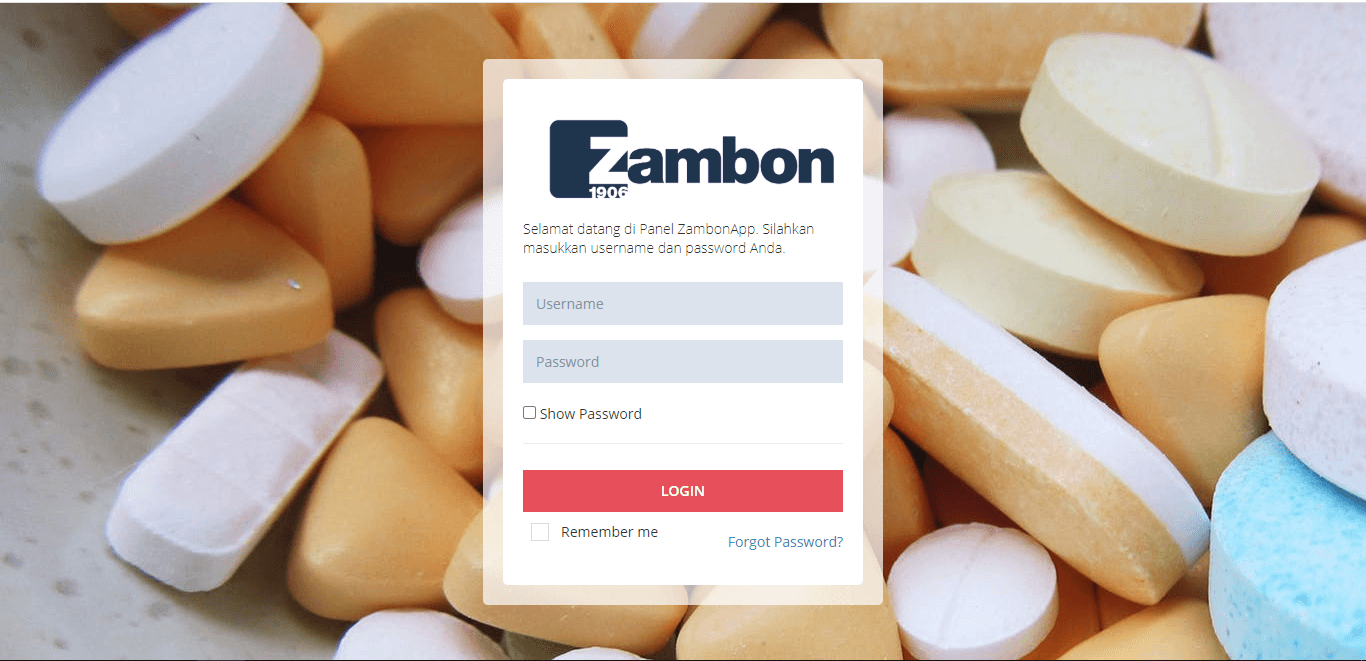 Zambon
1906
Selamat datang di Panel ZambonApp. Silahkan
masukkan username dan password Anda.
Username
Password
Show Password
LOGIN
Remember me
Forgot Password?